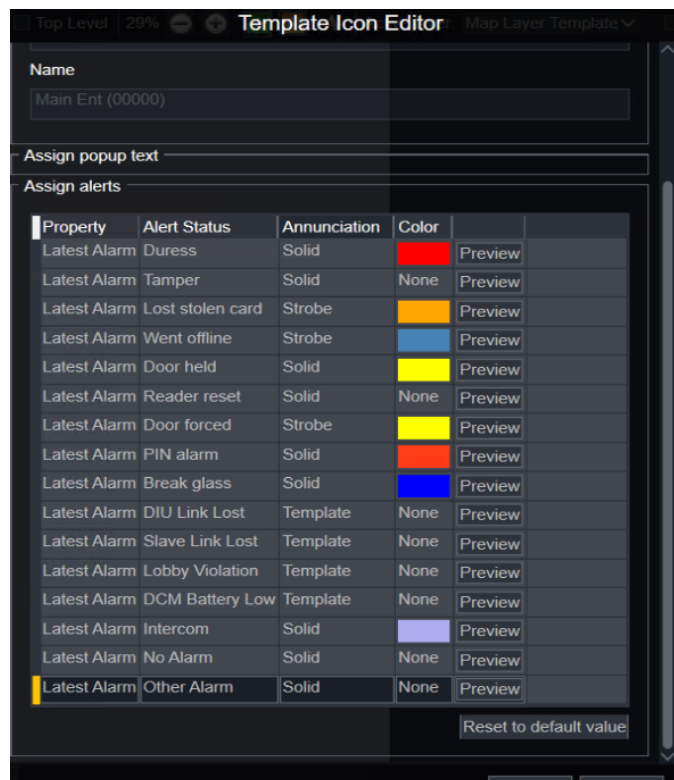 Top Level 29% Template Icon Editor Map Layer Template
Name
Main Ent (00000)
Assign popup text
Assign alerts
Property Alert Status Annunciation Color
Latest Alarm Duress Solid Preview
Latest Alarm Tamper Solid None Preview
Latest Alarm Lost stolen card Strobe Preview
Latest Alarm Went offline Strobe Preview
Latest Alarm Door held Solid Preview
Latest Alarm Reader reset Solid None Preview
Latest Alarm Door forced Strobe Preview
Latest Alarm PIN alarm Solid Preview
Latest Alarm Break glass Solid Preview
Latest Alarm DIU Link Lost Template None Preview
Latest Alarm Slave Link Lost Template None Preview
Latest Alarm Lobby Violation Template None Preview
Latest Alarm DCM Battery Low Template None Preview
Latest Alarm Intercom Solid Preview
Latest Alarm No Alarm Solid None Preview
Latest Alarm Other Alarm Solid None Preview
Reset to default value